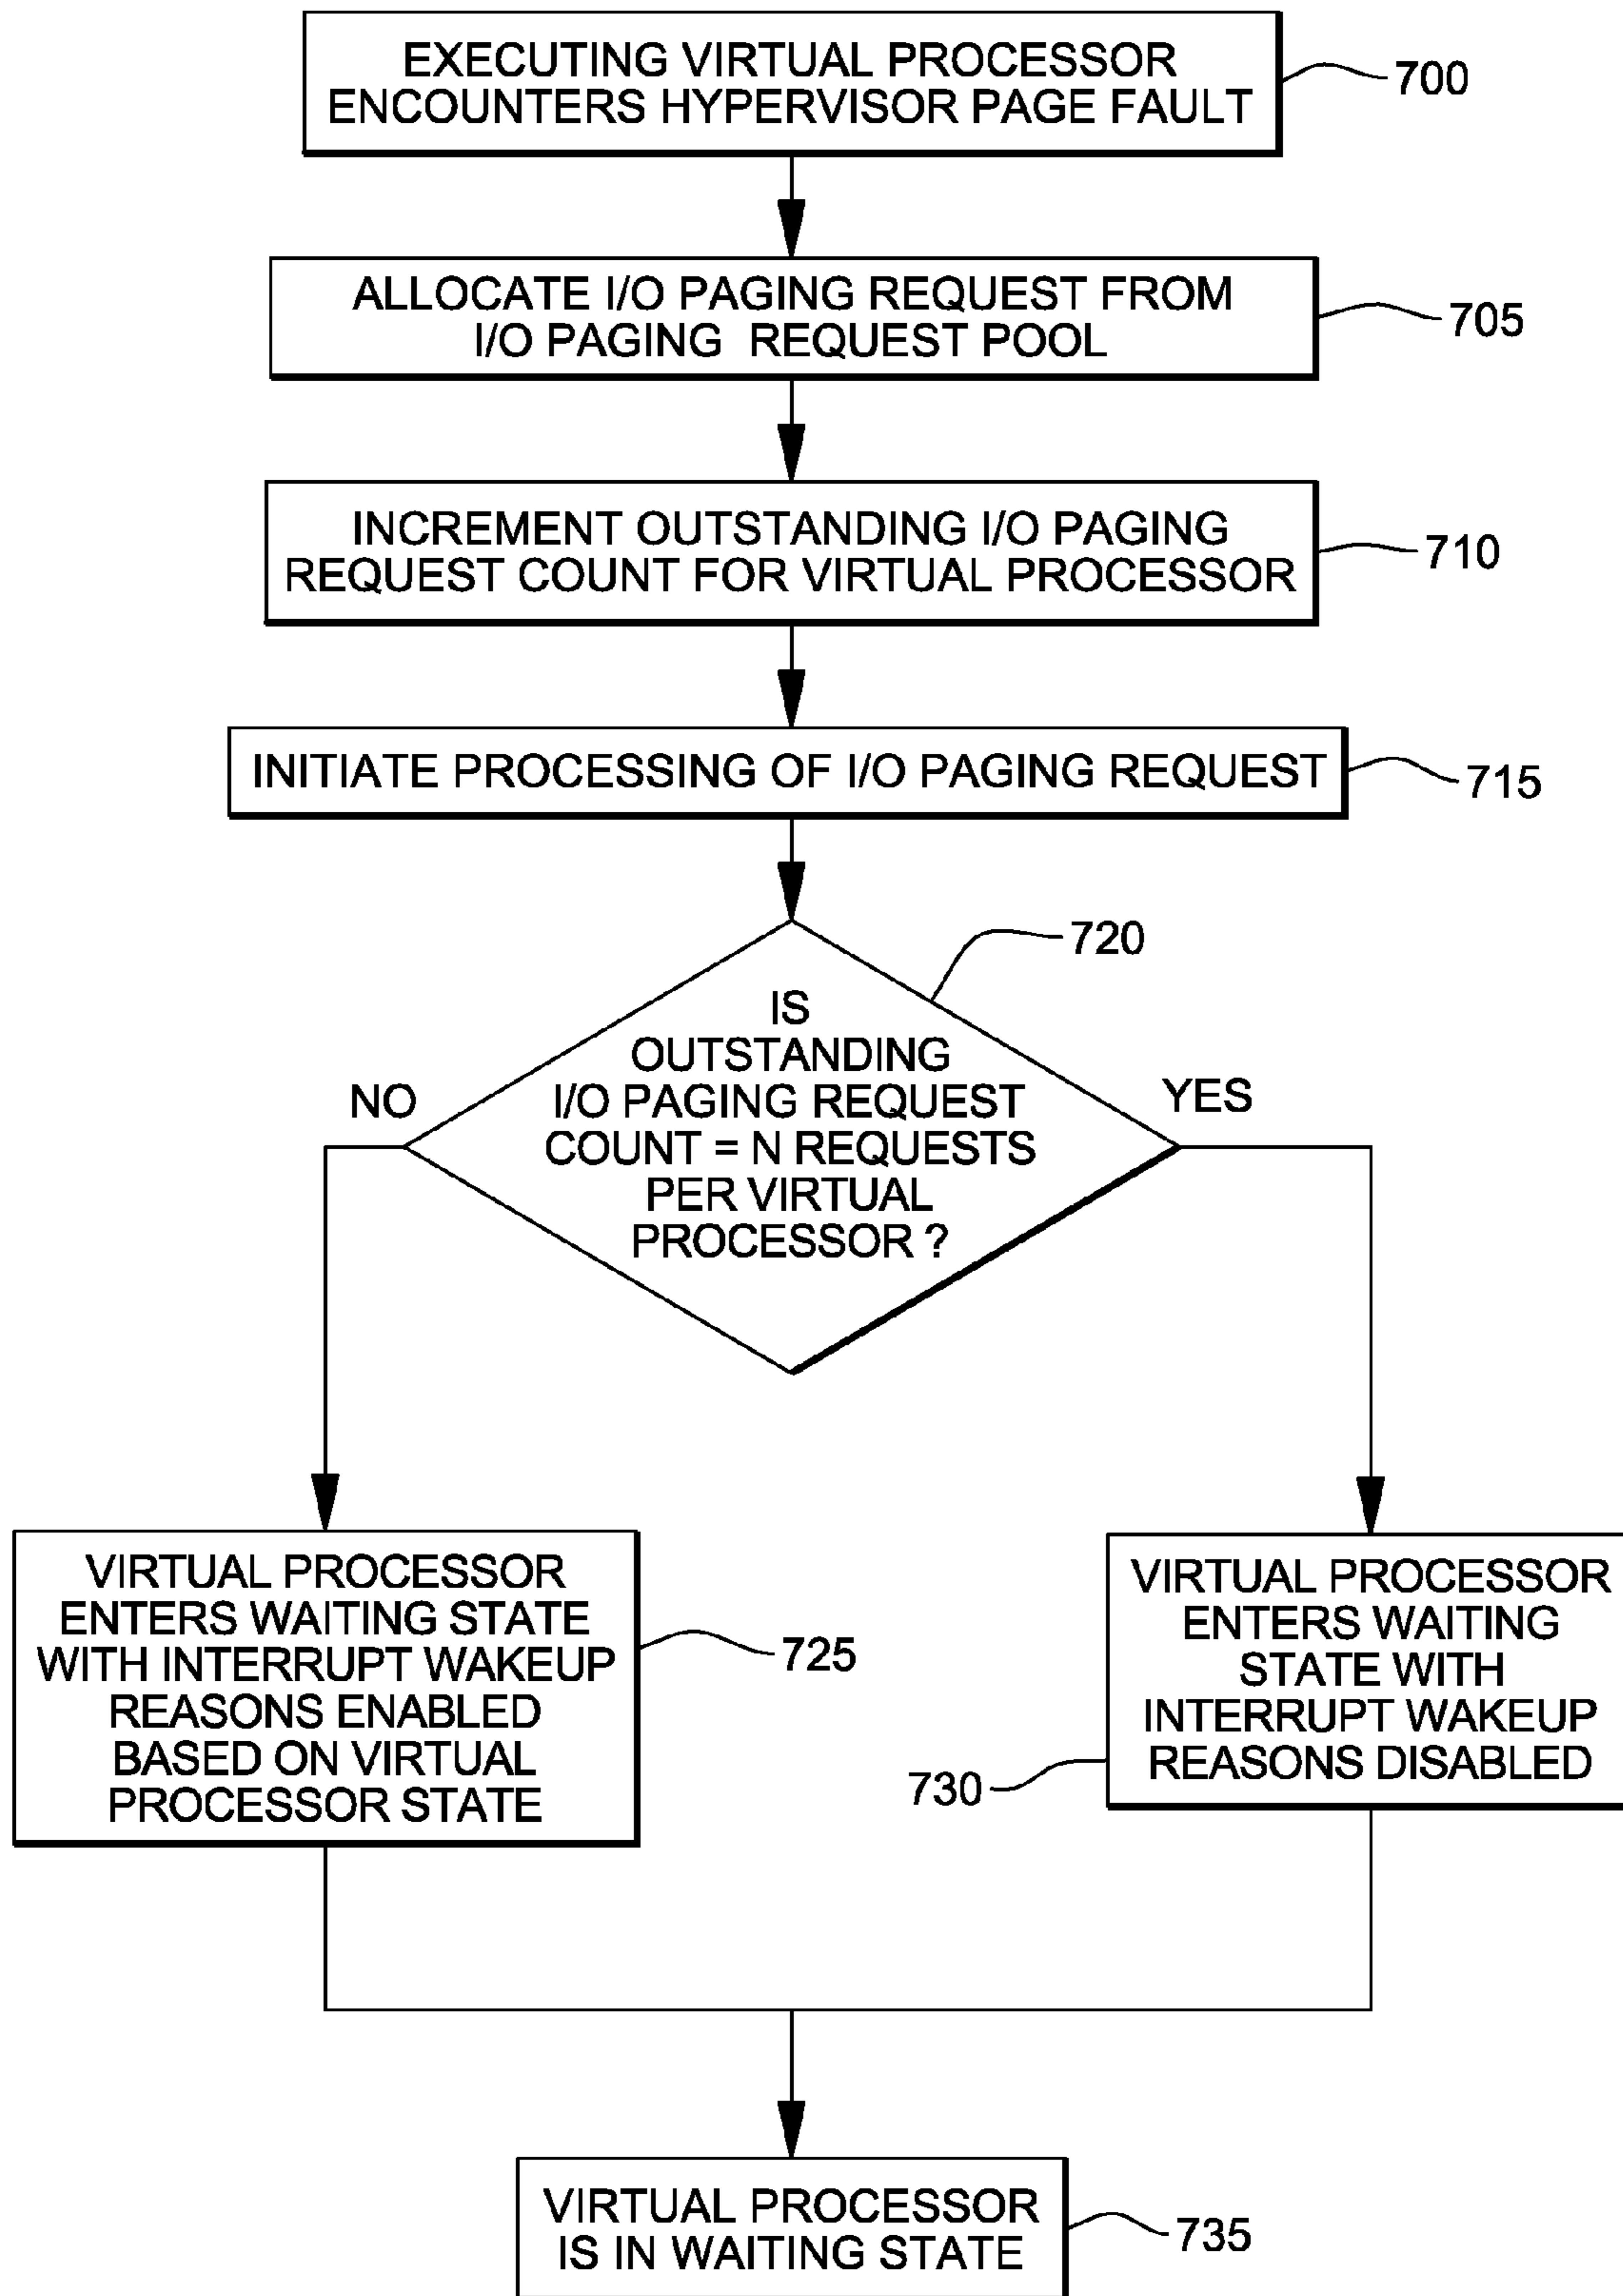 EXECUTING VIRTUAL PROCESSOR
ENCOUNTERS HYPERVISOR PAGE FAULT
700
ALLOCATE I/O PAGING REQUEST FROM
I/O PAGING REQUEST POOL
705
INCREMENT OUTSTANDING I/O PAGING
REQUEST COUNT FOR VIRTUAL PROCESSOR
710
INITIATE PROCESSING OF I/O PAGING REQUEST
715
720
IS
OUTSTANDING
I/O PAGING REQUEST
COUNT = N REQUESTS
PER VIRTUAL
PROCESSOR ?
NO
YES
VIRTUAL PROCESSOR
ENTERS WAITING STATE
WITH INTERRUPT WAKEUP
REASONS ENABLED
BASED ON VIRTUAL
PROCESSOR STATE
725
VIRTUAL PROCESSOR
ENTERS WAITING
STATE WITH
INTERRUPT WAKEUP
REASONS DISABLED
730
VIRTUAL PROCESSOR
IS IN WAITING STATE
735